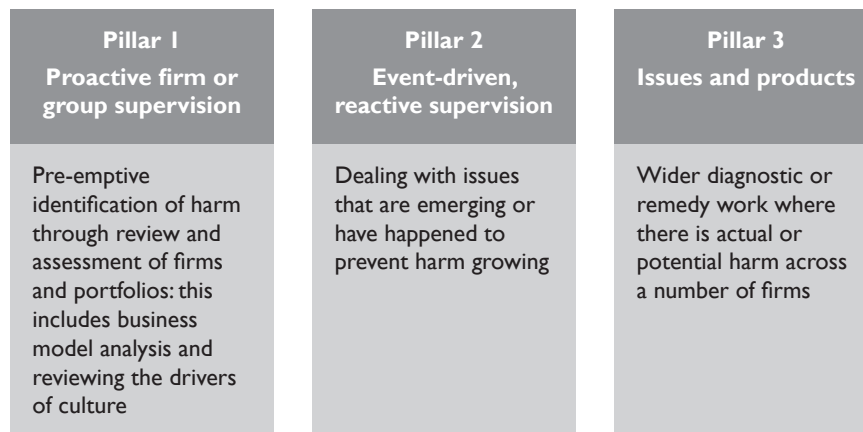 Pillar 1
Proactive firm or
group supervision
Pre-emptive
identification of harm
through review and
assessment of firms
and portfolios: this
includes business
model analysis and
reviewing the drivers
of culture
Pillar 2
Event-driven,
reactive supervision
Dealing with issues
that are emerging or
have happened to
prevent harm growing
Pillar 3
Issues and products
Wider diagnostic or
remedy work where
there is actual or
potential harm across
a number of firms